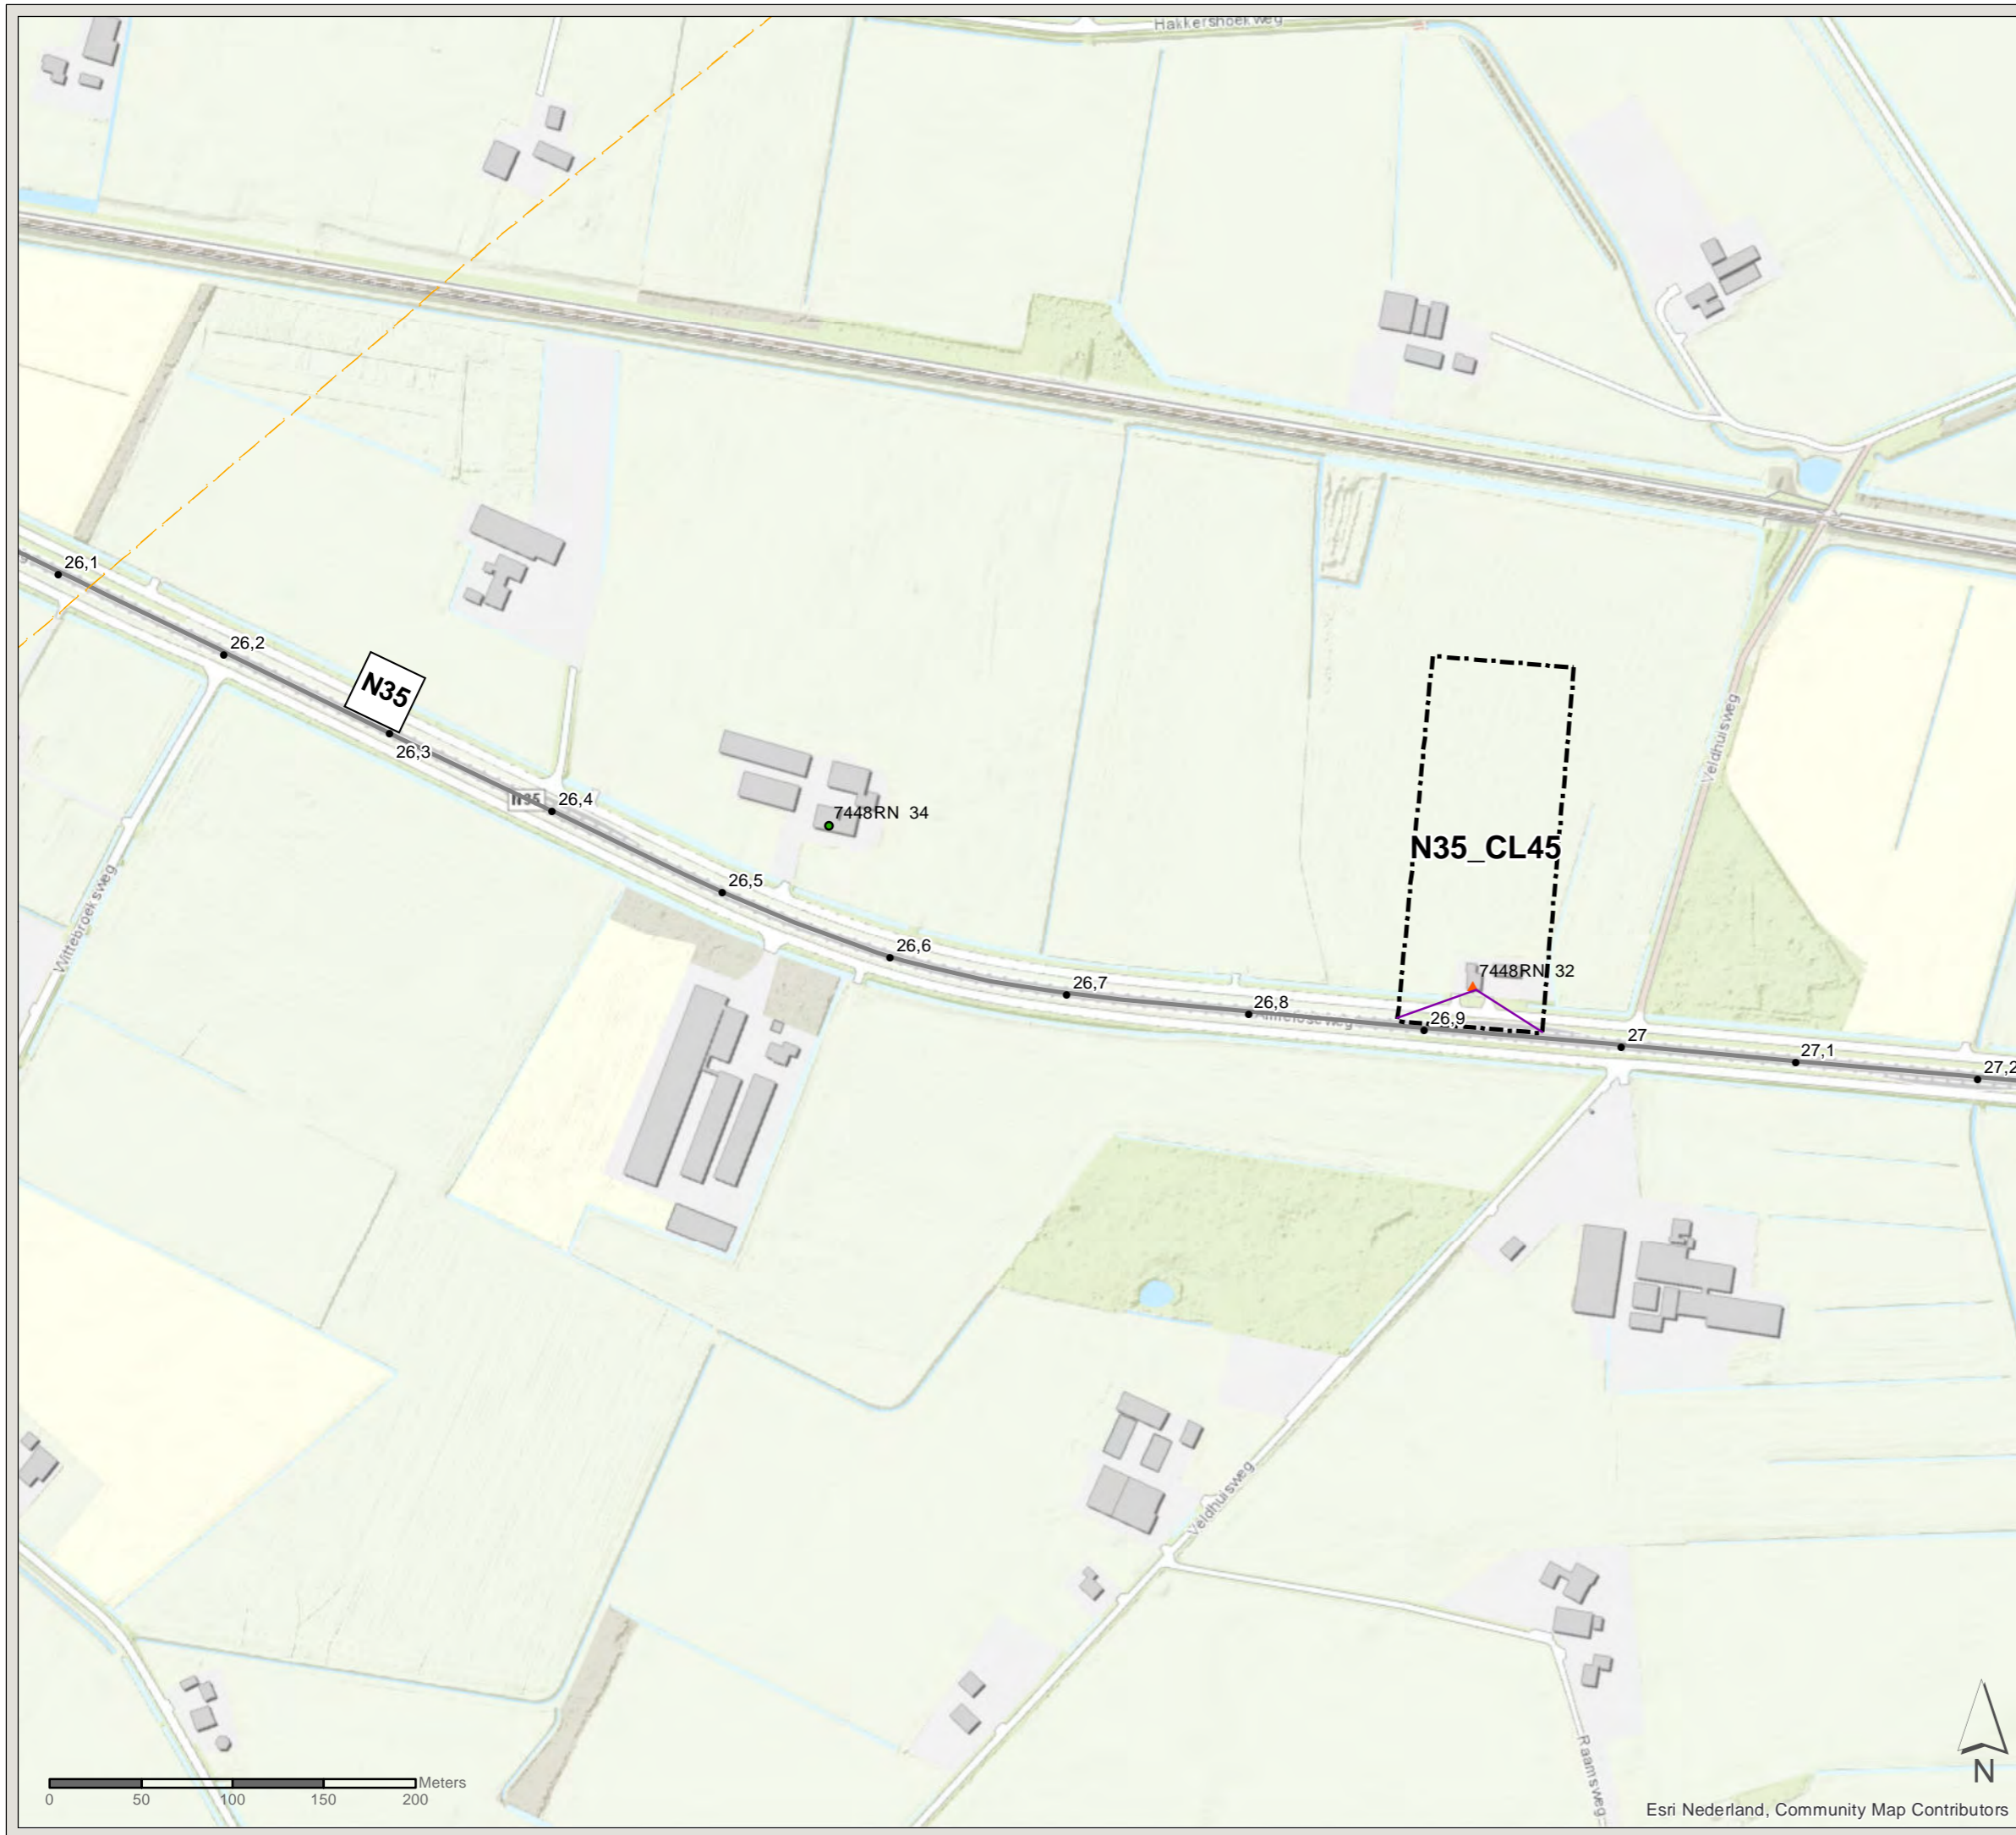 Hakkershoekweg
26,1
26,2
N35
26,3
N35
26,4
7448RN 34
Veldhuisweg
N35_CL45
26,5
Wittebroeksweg
26,6
7448RN 32
26,7
26,8
Almeloseweg
26,9
27
27,1
27,2
Veldhuisweg
Raamsweg
Meters
0 50 100 150 200
N
Esri Nederland, Community Map Contributors